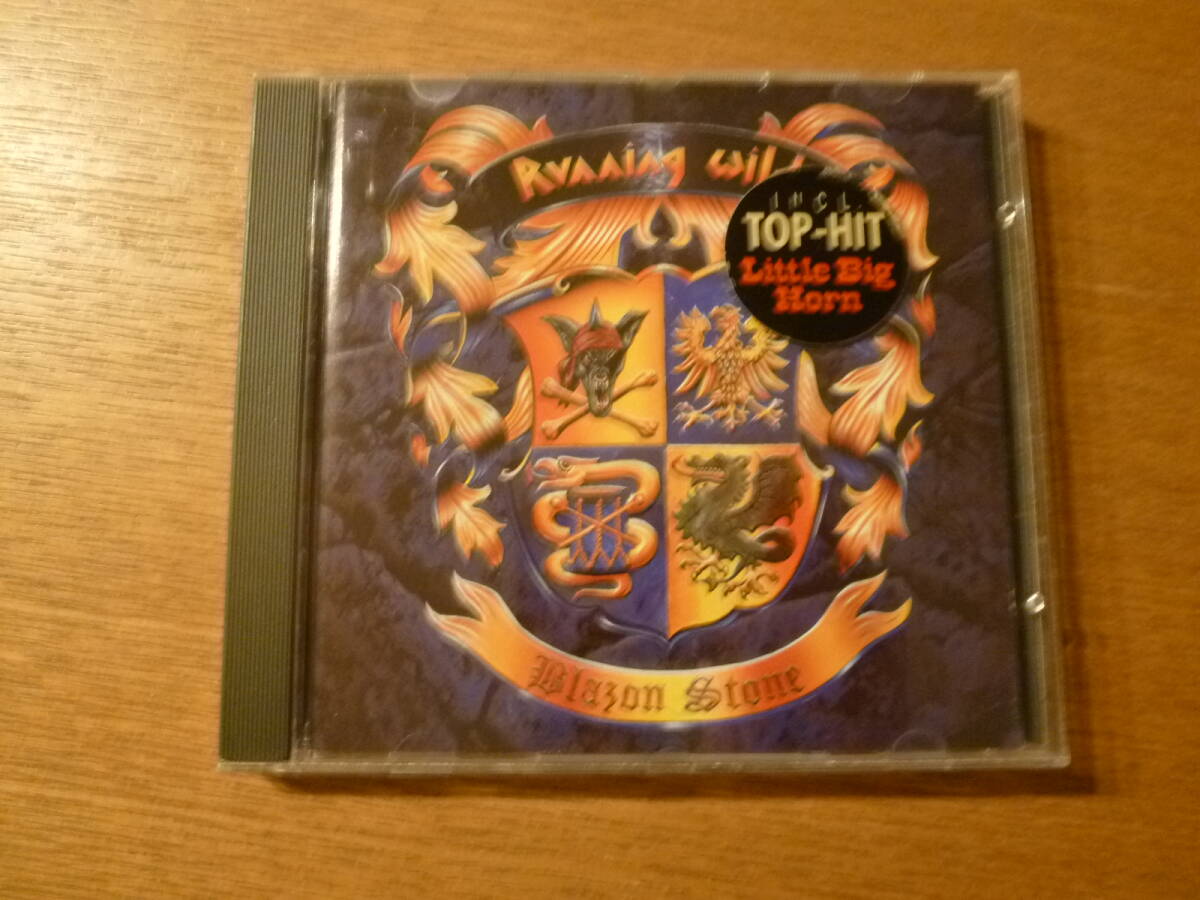 Running Wild
INCL.
TOP-HIT
Little Big
Horn
Blazon Stone